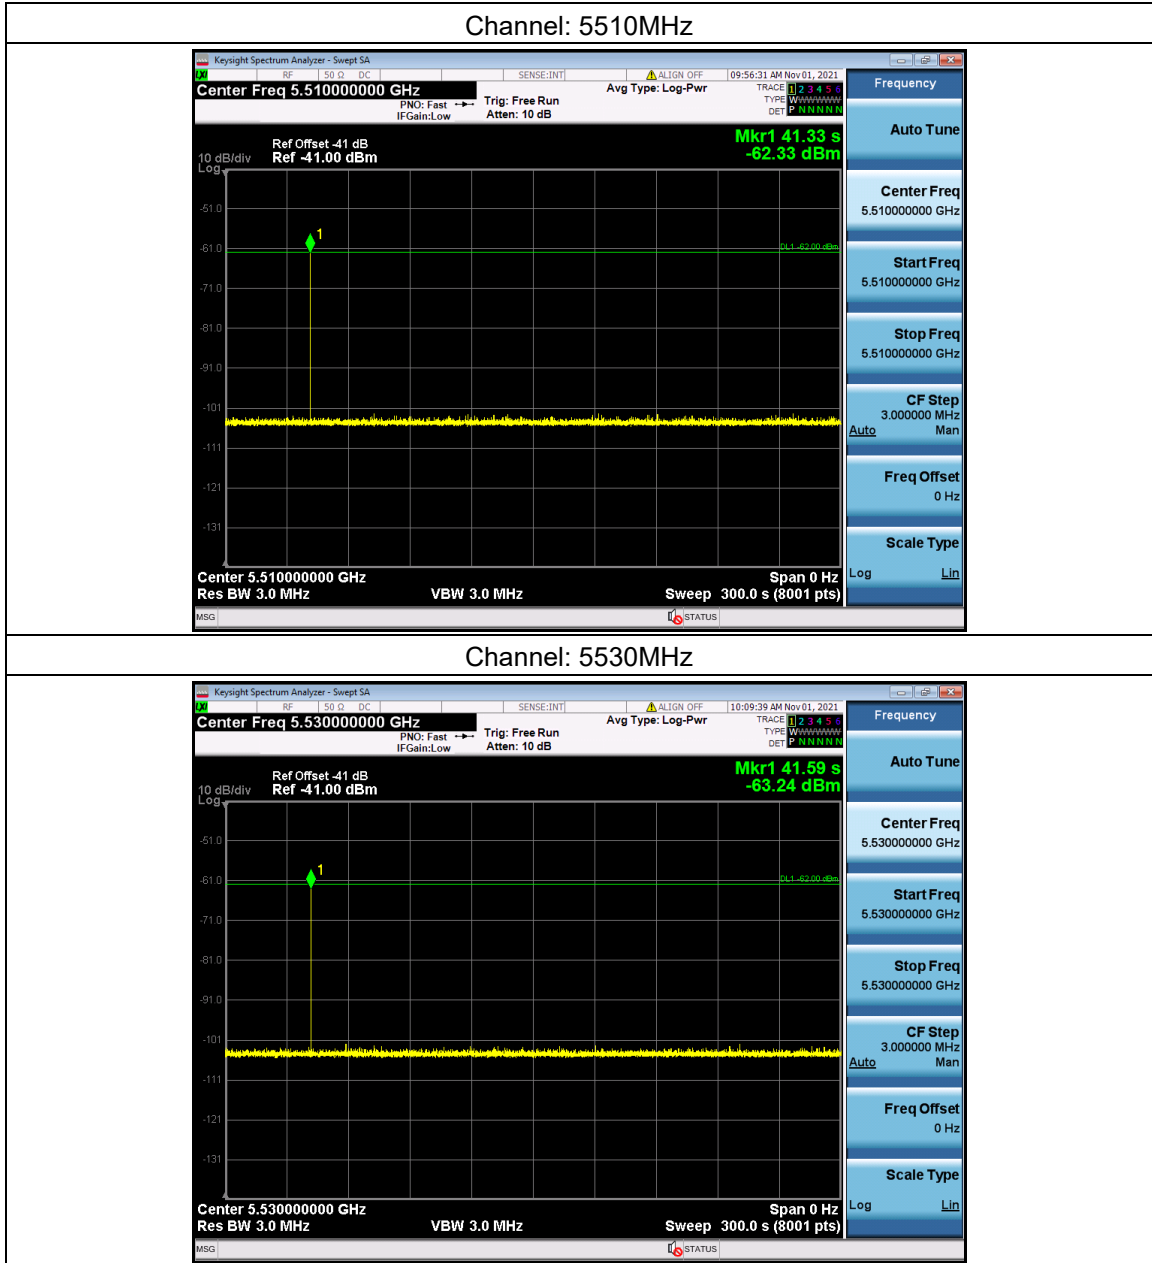 Channel: 5510MHz
Keysight Spectrum Analyzer - Swept SA
LXI RF 50 Ω DC SENSE:INT ALIGN OFF 09:56:31 AM Nov 01, 2021
Center Freq 5.510000000 GHz Avg Type: Log-Pwr TRACE 1 2 3 4 5 6
PNO: Fast Trig: Free Run TYPE WWWWWW
IFGain:Low Atten: 10 dB DET P N N N N N
Frequency
Mkr1 41.33 s
Ref Offset -41 dB
10 dB/div Ref -41.00 dBm -62.33 dBm
Log
Auto Tune
Center Freq
5.510000000 GHz
Start Freq
5.510000000 GHz
Stop Freq
5.510000000 GHz
CF Step
3.000000 MHz
Auto Man
Freq Offset
0 Hz
Scale Type
Log Lin
-51.0
1
-61.0
DL1 -62.00 dBm
-71.0
-81.0
-91.0
-101
-111
-121
-131
Center 5.510000000 GHz Span 0 Hz
Res BW 3.0 MHz VBW 3.0 MHz Sweep 300.0 s (8001 pts)
MSG STATUS
Channel: 5530MHz
Keysight Spectrum Analyzer - Swept SA
LXI RF 50 Ω DC SENSE:INT ALIGN OFF 10:09:39 AM Nov 01, 2021
Center Freq 5.530000000 GHz Avg Type: Log-Pwr TRACE 1 2 3 4 5 6
PNO: Fast Trig: Free Run TYPE WWWWWW
IFGain:Low Atten: 10 dB DET P N N N N N
Frequency
Mkr1 41.59 s
Ref Offset -41 dB
10 dB/div Ref -41.00 dBm -63.24 dBm
Log
Auto Tune
Center Freq
5.530000000 GHz
Start Freq
5.530000000 GHz
Stop Freq
5.530000000 GHz
CF Step
3.000000 MHz
Auto Man
Freq Offset
0 Hz
Scale Type
Log Lin
-51.0
1
-61.0
DL1 -62.00 dBm
-71.0
-81.0
-91.0
-101
-111
-121
-131
Center 5.530000000 GHz Span 0 Hz
Res BW 3.0 MHz VBW 3.0 MHz Sweep 300.0 s (8001 pts)
MSG STATUS